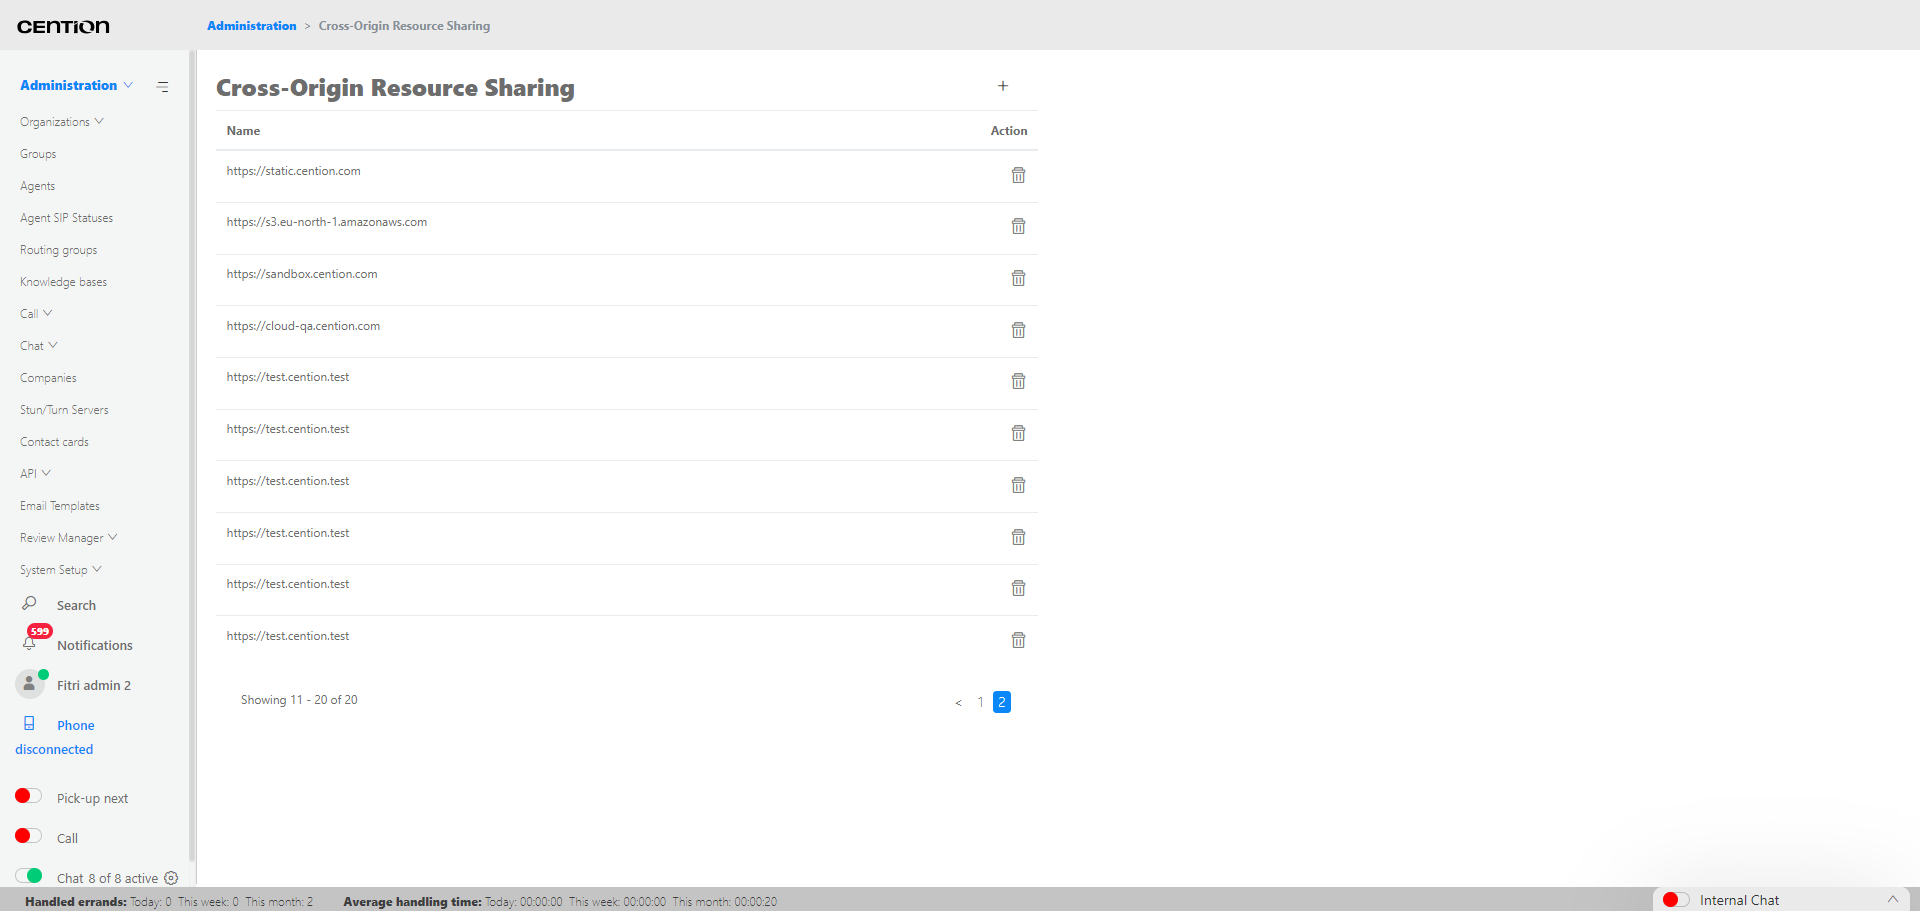 CENTION
Administration > Cross-Origin Resource Sharing
Administration
Organizations
Groups
Agents
Agent SIP Statuses
Routing groups
Knowledge bases
Call
Chat
Companies
Stun/Turn Servers
Contact cards
API
Email Templates
Review Manager
System Setup
Search
599
Notifications
Fitri admin 2
Phone
disconnected
Pick-up next
Call
Chat 8 of 8 active
Cross-Origin Resource Sharing +
Name Action
https://static.cention.com
https://s3.eu-north-1.amazonaws.com
https://sandbox.cention.com
https://cloud-qa.cention.com
https://test.cention.test
https://test.cention.test
https://test.cention.test
https://test.cention.test
https://test.cention.test
https://test.cention.test
Showing 11 - 20 of 20 < 1 2
Handled errands: Today: 0 This week: 0 This month: 2 Average handling time: Today: 00:00:00 This week: 00:00:00 This month: 00:00:20
Internal Chat